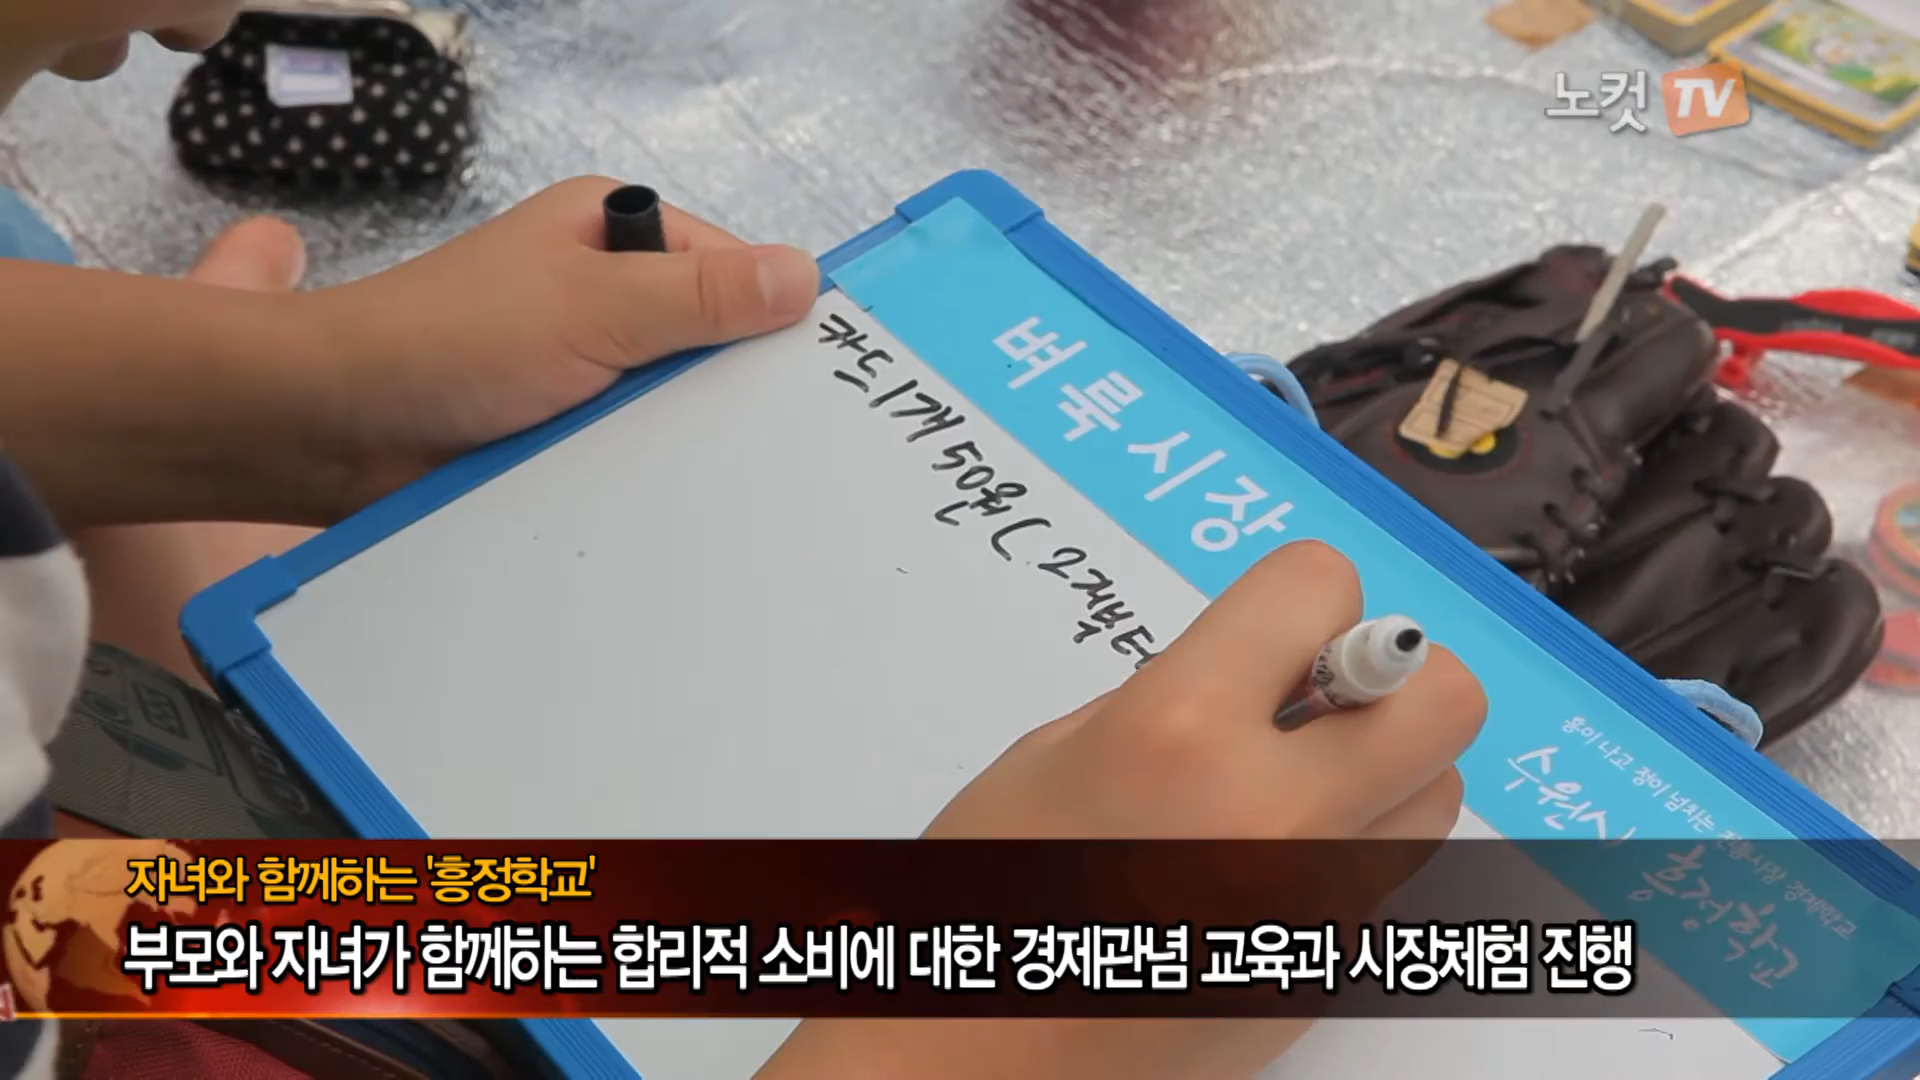 노컷 TV
벼룩시장
카드 1개 50원 ( 2개부터
흥이 나고 정이 넘치는 전통시장 경제학교
수원시 흥정학교
자녀와 함께하는 '흥정학교'
부모와 자녀가 함께하는 합리적 소비에 대한 경제관념 교육과 시장체험 진행